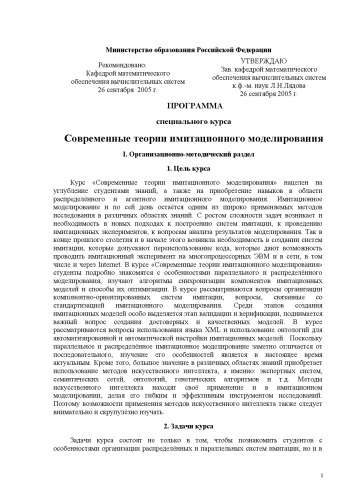 Министерство образования Российской Федерации
УТВЕРЖДАЮ
Рекомендовано:
Зав. кафедрой математического
Кафедрой математического
обеспечения вычислительных систем
обеспечения вычислительных систем
к.ф.-м. наук Л.Н.Лядова
26 сентября 2005 г.
26 сентября 2005 г.
ПРОГРАММА
специального курса
Современные теории имитационного моделирования
I. Организационно-методический раздел
1. Цель курса
Курс «Современные теории имитационного моделирования» нацелен на
углубление студентами знаний, а также на приобретение навыков в области
распределённого и агентного имитационного моделирования. Имитационное
моделирование и по сей день остаётся одним из широко применяемых методов
исследования в различных областях знаний. С ростом сложности задач возникает и
необходимость в новых подходах к построению систем имитации, к проведению
имитационных экспериментов, к вопросам анализа результатов моделирования. Так в
конце прошлого столетия и в начале этого возникла необходимость в создании систем
имитации, которые допускают переиспользование кода, которые дают возможность
проводить имитационный эксперимент на многопроцессорных ЭВМ и в сети, в том
числе и через Internet. В курсе «Современные теории имитационного моделирования»
студенты подробно знакомятся с особенностями параллельного и распределённого
моделирования, изучают алгоритмы синхронизации компонентов имитационных
моделей и способы их оптимизации. В курсе рассматриваются вопросы организации
компонентно-ориентированных систем имитации, вопросы, связанные со
стандартизацией имитационного моделирования. Среди этапов создания
имитационных моделей особо выделяется этап валидации и верификации, поднимается
важный вопрос создания достоверных и качественных моделей. В курсе
рассматриваются вопросы использования языка XML и использование онтологий для
автоматизированной и автоматической настройки имитационных моделей. Поскольку
параллельное и распределённое имитационное моделирование заметно отличается от
последовательного, изучение его особенностей является в настоящее время
актуальным. Кроме того, большое значение в различных областях знаний приобретает
использование методов искусственного интеллекта, а именно: экспертных систем,
семантических сетей, онтологий, генетических алгоритмов и т.д. Методы
искусственного интеллекта находят своё применение и в имитационном
моделировании, делая его гибким и эффективным инструментом исследований.
Поэтому возможности применения методов искусственного интеллекта также следует
внимательно и скрупулёзно изучать.
2. Задачи курса
Задачи курса состоят не только в том, чтобы познакомить студентов с
особенностями организации распределённых и параллельных систем имитации, но и в
1